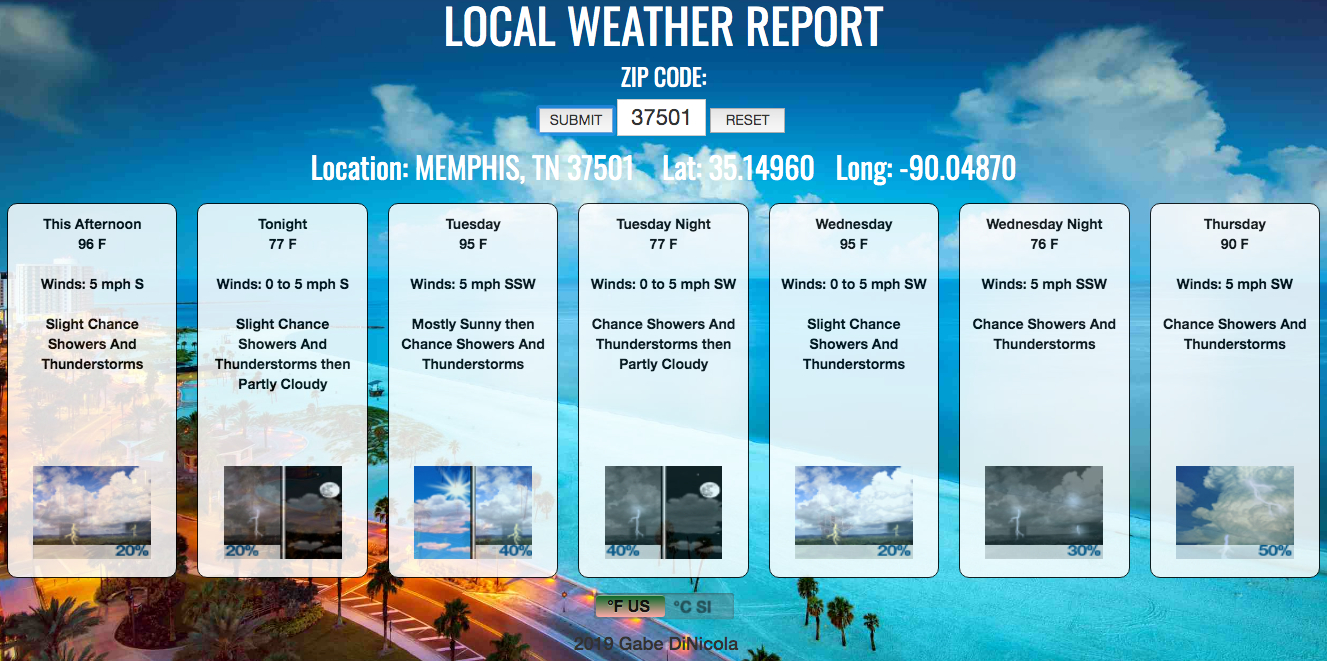 LOCAL WEATHER REPORT
ZIP CODE:
SUBMIT 37501 RESET
Location: MEMPHIS, TN 37501 Lat: 35.14960 Long: -90.04870
This Afternoon
96 F
Winds: 5 mph S
Slight Chance
Showers And
Thunderstorms
20%
Tonight
77 F
Winds: 0 to 5 mph S
Slight Chance
Showers And
Thunderstorms then
Partly Cloudy
20%
Tuesday
95 F
Winds: 5 mph SSW
Mostly Sunny then
Chance Showers And
Thunderstorms
40%
Tuesday Night
77 F
Winds: 0 to 5 mph SW
Chance Showers And
Thunderstorms then
Partly Cloudy
40%
Wednesday
95 F
Winds: 0 to 5 mph SW
Slight Chance
Showers And
Thunderstorms
20%
Wednesday Night
76 F
Winds: 5 mph SSW
Chance Showers And
Thunderstorms
30%
Thursday
90 F
Winds: 5 mph SW
Chance Showers And
Thunderstorms
50%
°F US °C SI
2019 Gabe DiNicola